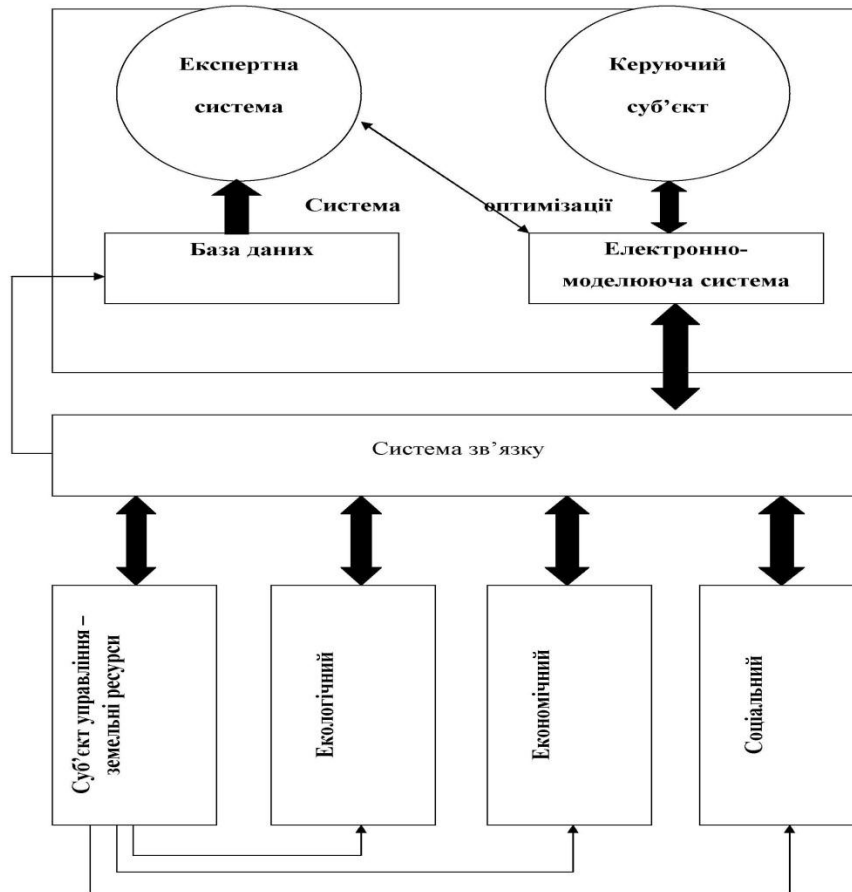 Експертна
система
Керуючий
суб’єкт
Система оптимізації
База даних
Електронно-
моделююча система
Система зв’язку
Суб’єкт управління –
земельні ресурси
Екологічний
Економічний
Соціальний